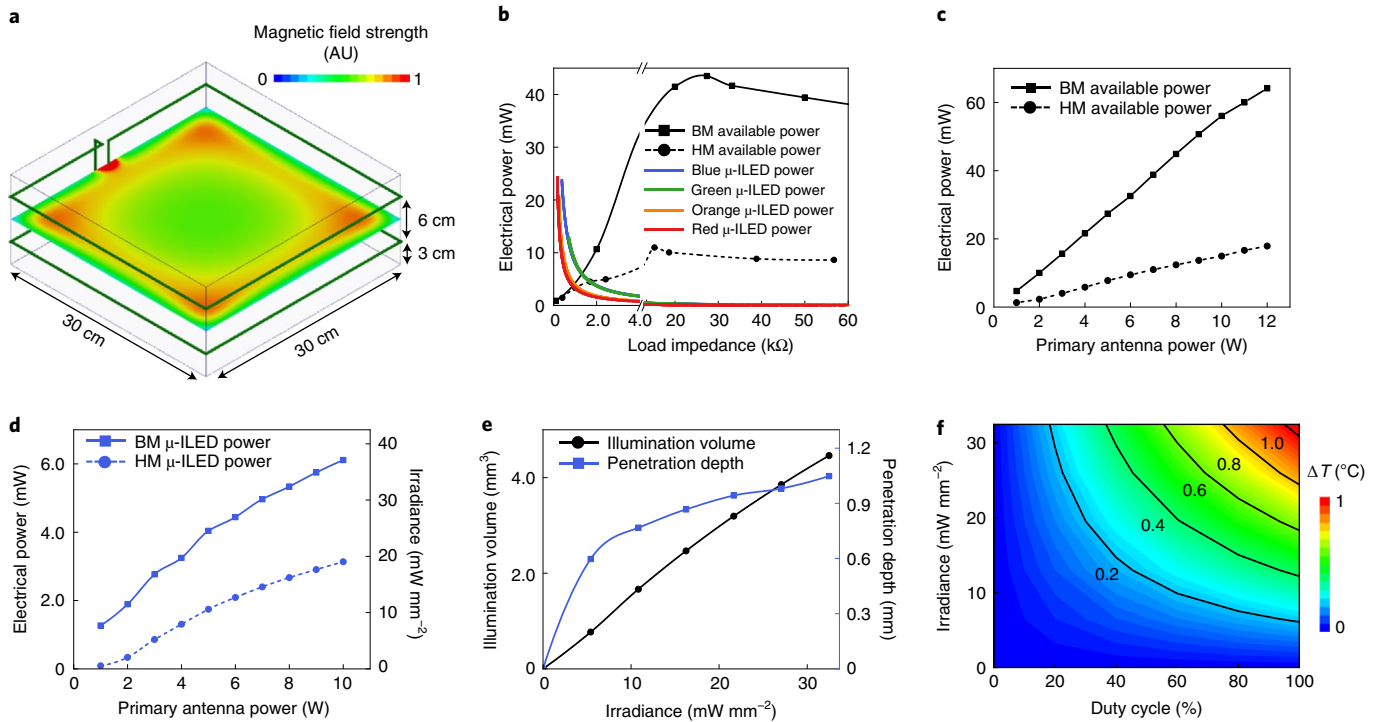 a
Magnetic field strength
(AU)
0 1
6 cm
3 cm
30 cm
30 cm
b
Electrical power (mW)
40
30
20
10
0
BM available power
HM available power
Blue μ-ILED power
Green μ-ILED power
Orange μ-ILED power
Red μ-ILED power
0 2.0 4.0 20 40 60
Load impedance (kΩ)
c
Electrical power (mW)
60
40
20
0
BM available power
HM available power
0 2 4 6 8 10 12
Primary antenna power (W)
d
Electrical power (mW)
6.0
4.0
2.0
0
BM μ-ILED power
HM μ-ILED power
40
30
20
10
0
Irradiance (mW mm−2)
0 2 4 6 8 10
Primary antenna power (W)
e
Illumination volume (mm3)
4.0
2.0
0
Illumination volume
Penetration depth
1.2
0.9
0.6
0.3
0
Penetration depth (mm)
0 10 20 30
Irradiance (mW mm−2)
f
Irradiance (mW mm−2)
30
20
10
0
1.0
0.8
0.6
0.4
0.2
0 20 40 60 80 100
Duty cycle (%)
ΔT (°C)
1
0